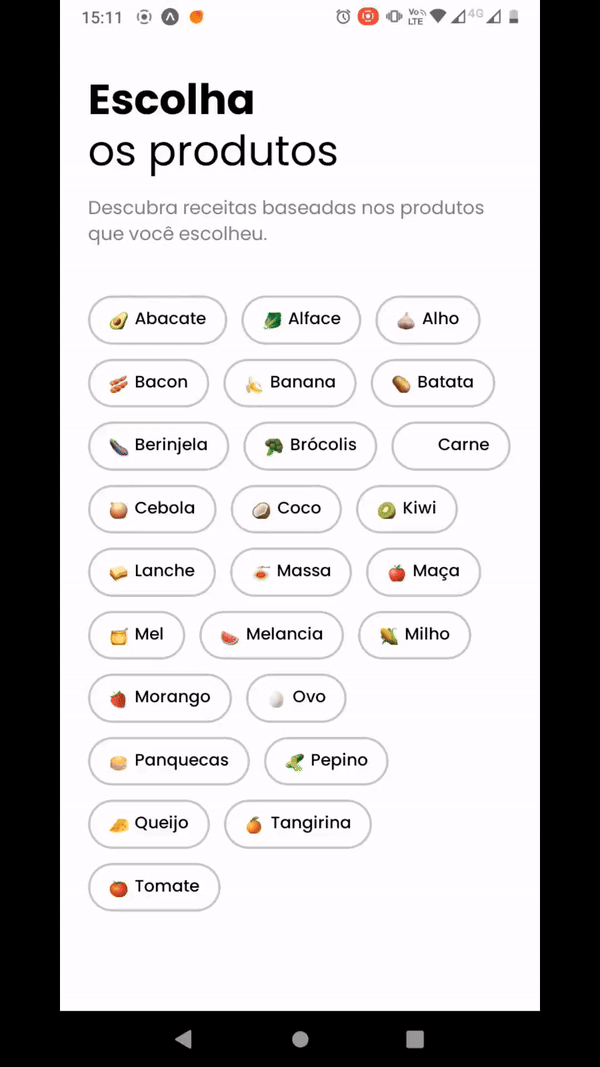 15:11 Vo LTE 4G
Escolha
os produtos
Descubra receitas baseadas nos produtos
que você escolheu.
Abacate Alface Alho
Bacon Banana Batata
Berinjela Brócolis Carne
Cebola Coco Kiwi
Lanche Massa Maça
Mel Melancia Milho
Morango Ovo
Panquecas Pepino
Queijo Tangirina
Tomate